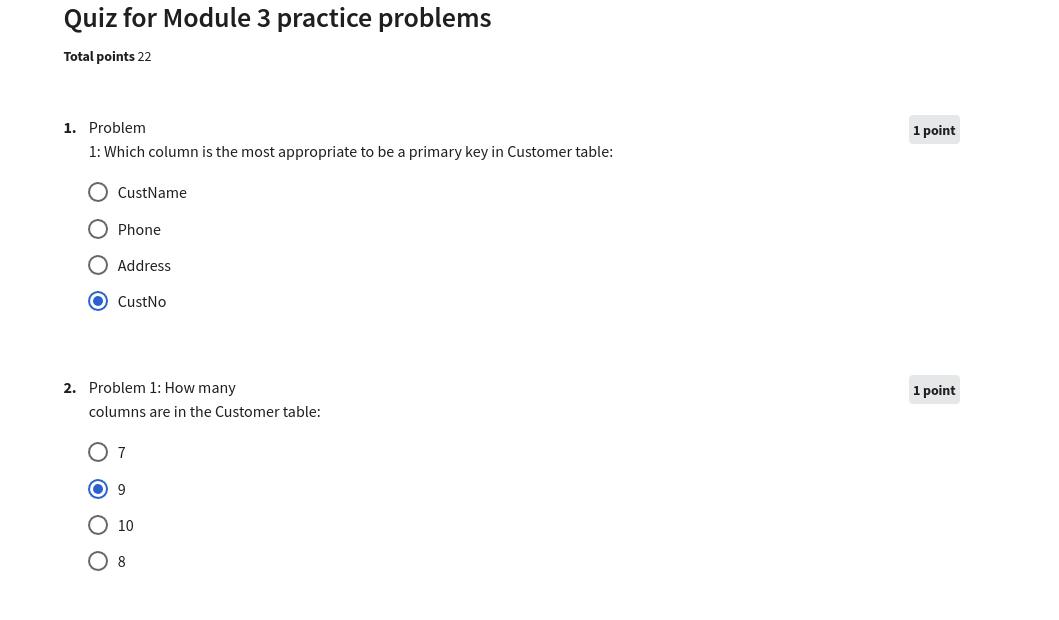 Quiz for Module 3 practice problems
Total points 22
1. Problem
1: Which column is the most appropriate to be a primary key in Customer table:
1 point
CustName
Phone
Address
CustNo
2. Problem 1: How many
columns are in the Customer table:
1 point
7
9
10
8